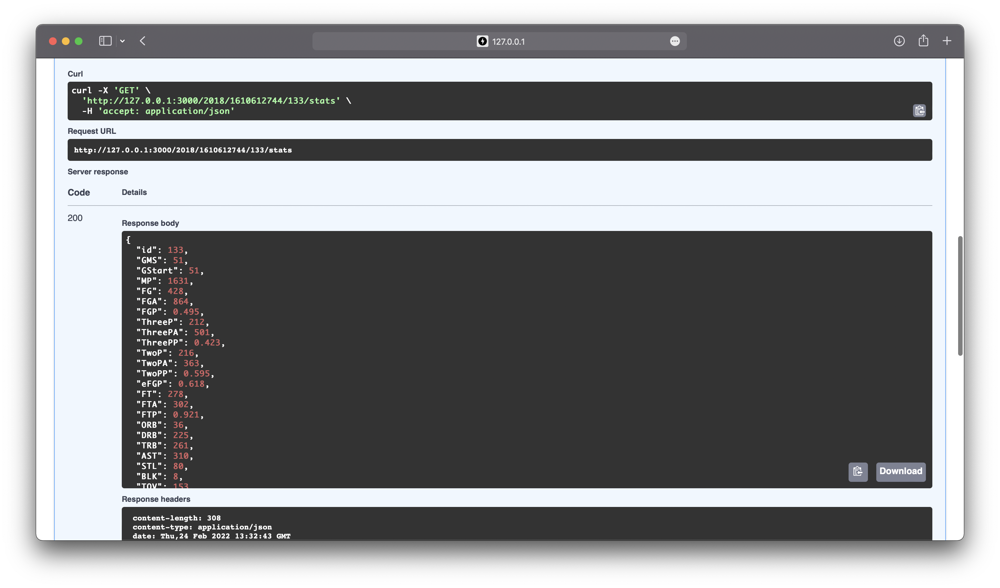 127.0.0.1
Curl
curl -X 'GET' \
'http://127.0.0.1:3000/2018/1610612744/133/stats' \
-H 'accept: application/json'
Request URL
http://127.0.0.1:3000/2018/1610612744/133/stats
Server response
Code Details
200
Response body
{
"id": 133,
"GMS": 51,
"GStart": 51,
"MP": 1631,
"FG": 428,
"FGA": 864,
"FGP": 0.495,
"ThreeP": 212,
"ThreePA": 501,
"ThreePP": 0.423,
"TwoP": 216,
"TwoPA": 363,
"TwoPP": 0.595,
"eFGP": 0.618,
"FT": 278,
"FTA": 302,
"FTP": 0.921,
"ORB": 36,
"DRB": 225,
"TRB": 261,
"AST": 310,
"STL": 80,
"BLK": 8,
"TOV": 153
Download
Response headers
content-length: 308
content-type: application/json
date: Thu,24 Feb 2022 13:32:43 GMT